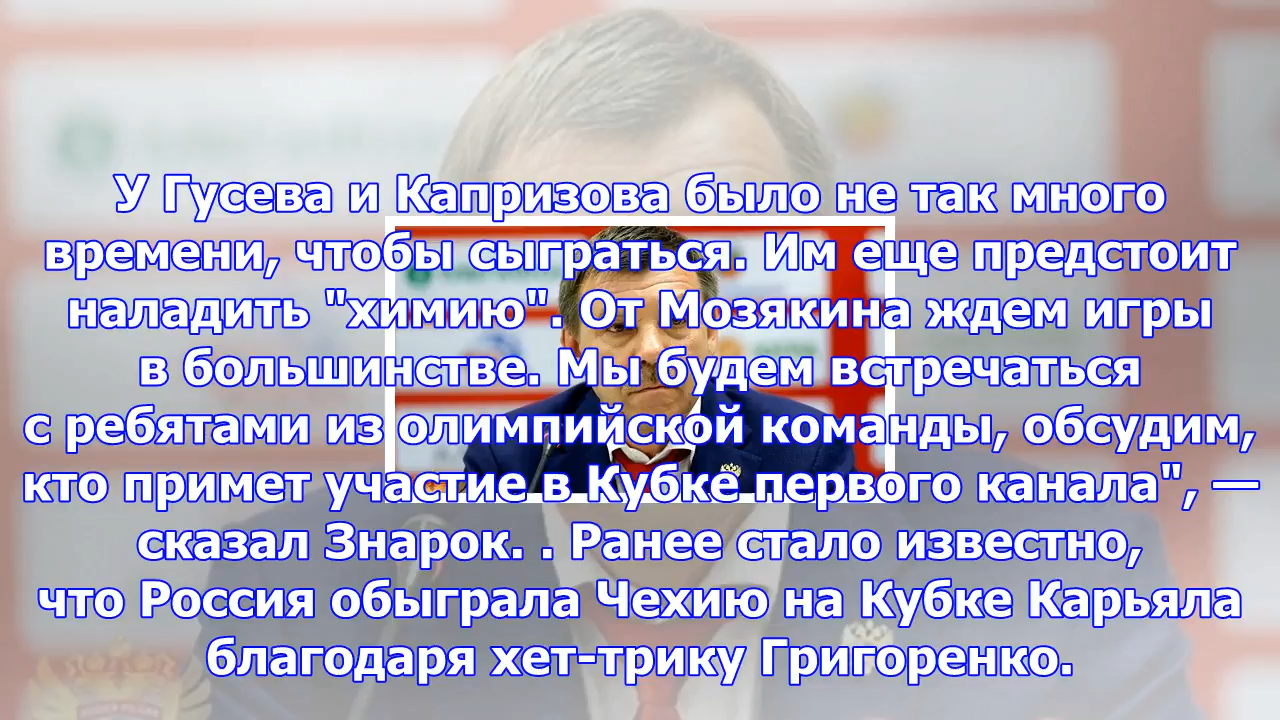 У Гусева и Капризова было не так много
времени, чтобы сыграться. Им еще предстоит
наладить "химию". От Мозякина ждем игры
в большинстве. Мы будем встречаться
с ребятами из олимпийской команды, обсудим,
кто примет участие в Кубке первого канала", —
сказал Знарок. . Ранее стало известно,
что Россия обыграла Чехию на Кубке Карьяла
благодаря хет-трику Григоренко.